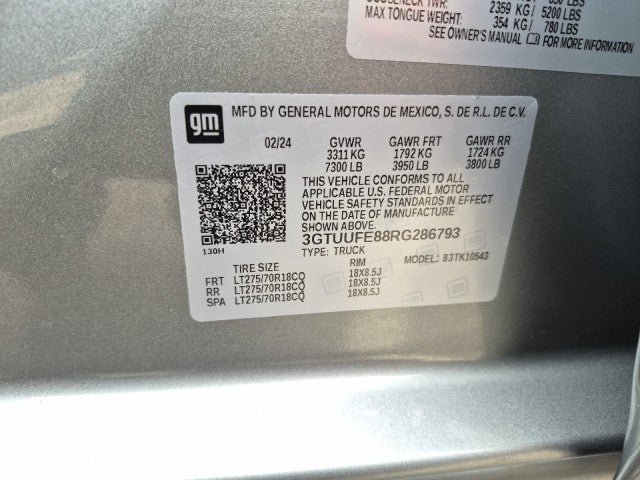 2359 KG / 5200 LBS
MAX TONGUE WEIGHT: 354 KG / 780 LBS
SEE OWNER'S MANUAL FOR MORE INFORMATION
gm
MFD BY GENERAL MOTORS DE MEXICO, S. DE R.L. DE C.V.
02/24 GVWR GAWR FRT GAWR RR
3311 KG 1792 KG 1724 KG
7300 LB 3950 LB 3800 LB
THIS VEHICLE CONFORMS TO ALL
APPLICABLE U.S. FEDERAL MOTOR
VEHICLE SAFETY STANDARDS IN EFFECT
ON THE DATE OF MANUFACTURE SHOWN ABOVE.
3GTUUFE88RG286793
130H
TYPE: TRUCK MODEL: 83TK10543
TIRE SIZE RIM
FRT LT275/70R18CQ 18X8.5J
RR LT275/70R18CQ 18X8.5J
SPA LT275/70R18CQ 18X8.5J